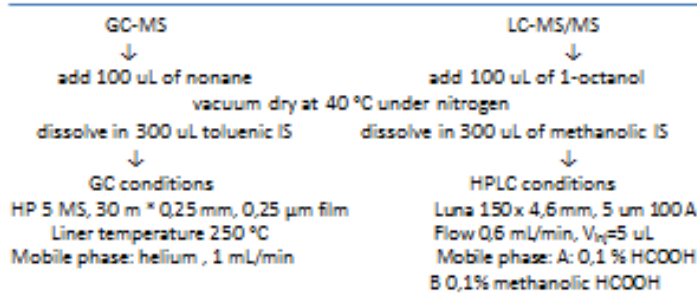 GC-MS
LC-MS/MS
↓
↓
add 100 uL of nonane
add 100 uL of 1-octanol
vacuum dry at 40 ºC under nitrogen
dissolve in 300 uL toluenic IS
dissolve in 300 uL of methanolic IS
↓
↓
GC conditions
HPLC conditions
HP 5 MS, 30 m * 0,25 mm, 0,25 µm film
Luna 150 x 4,6 mm, 5 um 100 A
Liner temperature 250 ºC
Flow 0,6 mL/min, Vinj=5 uL
Mobile phase: helium , 1 mL/min
Mobile phase: A: 0,1 % HCOOH
B 0,1% methanolic HCOOH